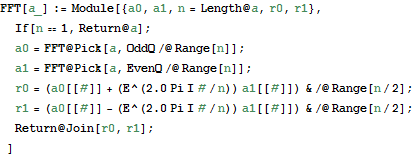 FFT[a_] := Module[{a0, a1, n = Length@a, r0, r1},
If[n == 1, Return@a];
a0 = FFT@Pick[a, OddQ /@ Range[n]];
a1 = FFT@Pick[a, EvenQ /@ Range[n]];
r0 = (a0[[#]] + (E^(2.0 Pi I # / n)) a1[[#]]) & /@ Range[n / 2];
r1 = (a0[[#]] - (E^(2.0 Pi I # / n)) a1[[#]]) & /@ Range[n / 2];
Return@Join[r0, r1];
]